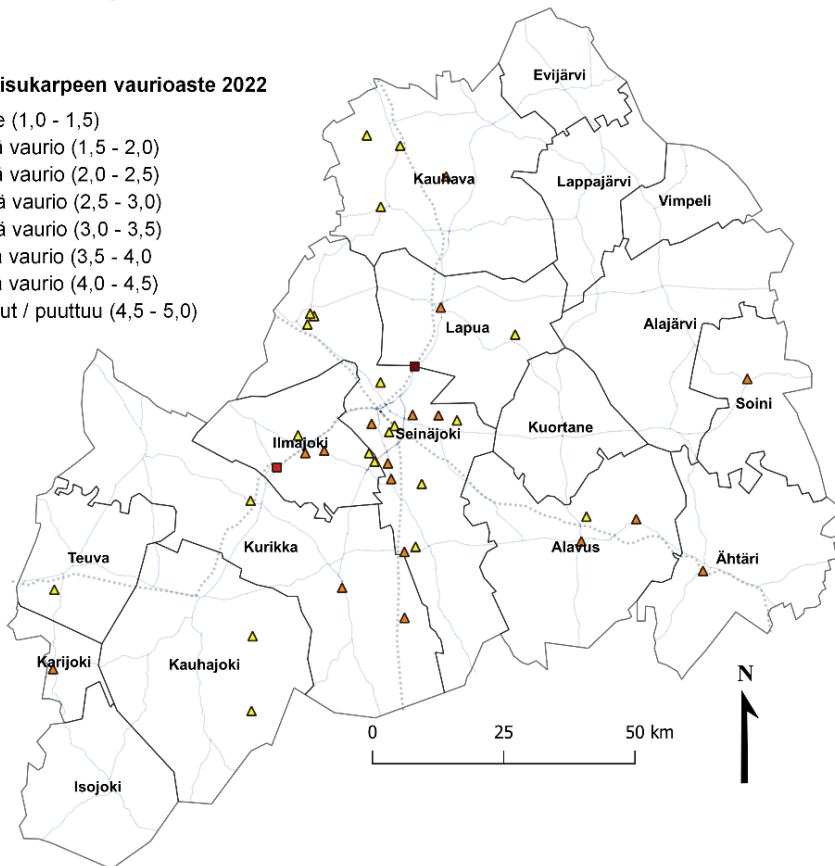 isukarpeen vaurioaste 2022
e (1,0 - 1,5)
ä vaurio (1,5 - 2,0)
ä vaurio (2,0 - 2,5)
ä vaurio (2,5 - 3,0)
ä vaurio (3,0 - 3,5)
a vaurio (3,5 - 4,0
a vaurio (4,0 - 4,5)
ut / puuttuu (4,5 - 5,0)
Evijärvi
Kauhava
Lappajärvi
Vimpeli
Lapua
Alajärvi
Soini
Kuortane
Seinäjoki
Ilmajoki
Kurikka
Alavus
Ähtäri
Teuva
Karijoki
Kauhajoki
Isojoki
N
0 25 50 km